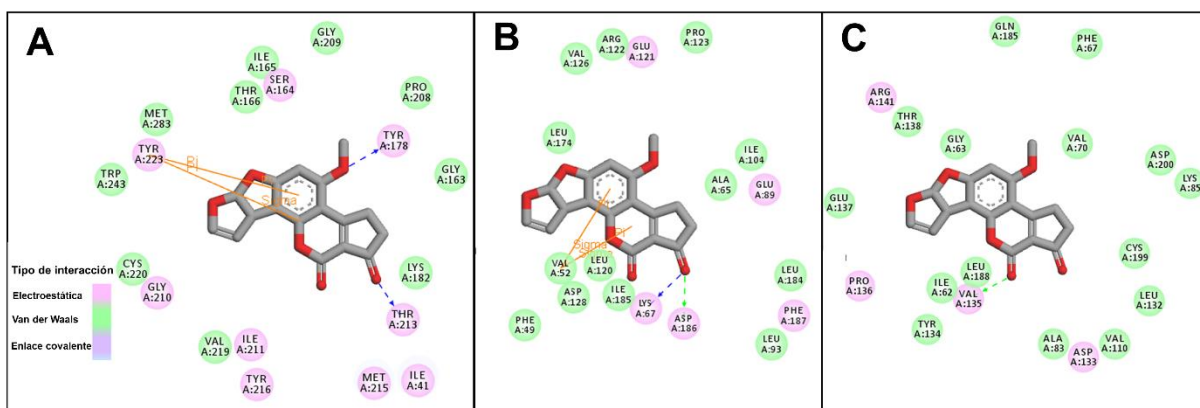 A
GLY
A:209
ILE
A:165
SER
A:164
THR
A:166
PRO
A:208
MET
A:283
TYR
A:178
TYR
A:223
Pi
Sigma
TRP
A:243
GLY
A:163
CYS
A:220
GLY
A:210
LYS
A:182
THR
A:213
VAL
A:219
ILE
A:211
TYR
A:216
MET
A:215
ILE
A:41
Tipo de interacción
Electroestática
Van der Waals
Enlace covalente
B
ARG
A:122
GLU
A:121
PRO
A:123
VAL
A:126
LEU
A:174
ILE
A:104
ALA
A:65
GLU
A:89
Pi
Sigma
VAL
A:52
LEU
A:120
ASP
A:128
ILE
A:185
LYS
A:67
ASP
A:186
LEU
A:184
PHE
A:187
PHE
A:49
LEU
A:93
C
GLN
A:185
PHE
A:67
ARG
A:141
THR
A:138
GLY
A:63
VAL
A:70
ASP
A:200
LYS
A:85
GLU
A:137
CYS
A:199
PRO
A:136
ILE
A:62
LEU
A:188
VAL
A:135
LEU
A:132
TYR
A:134
ALA
A:83
ASP
A:133
VAL
A:110